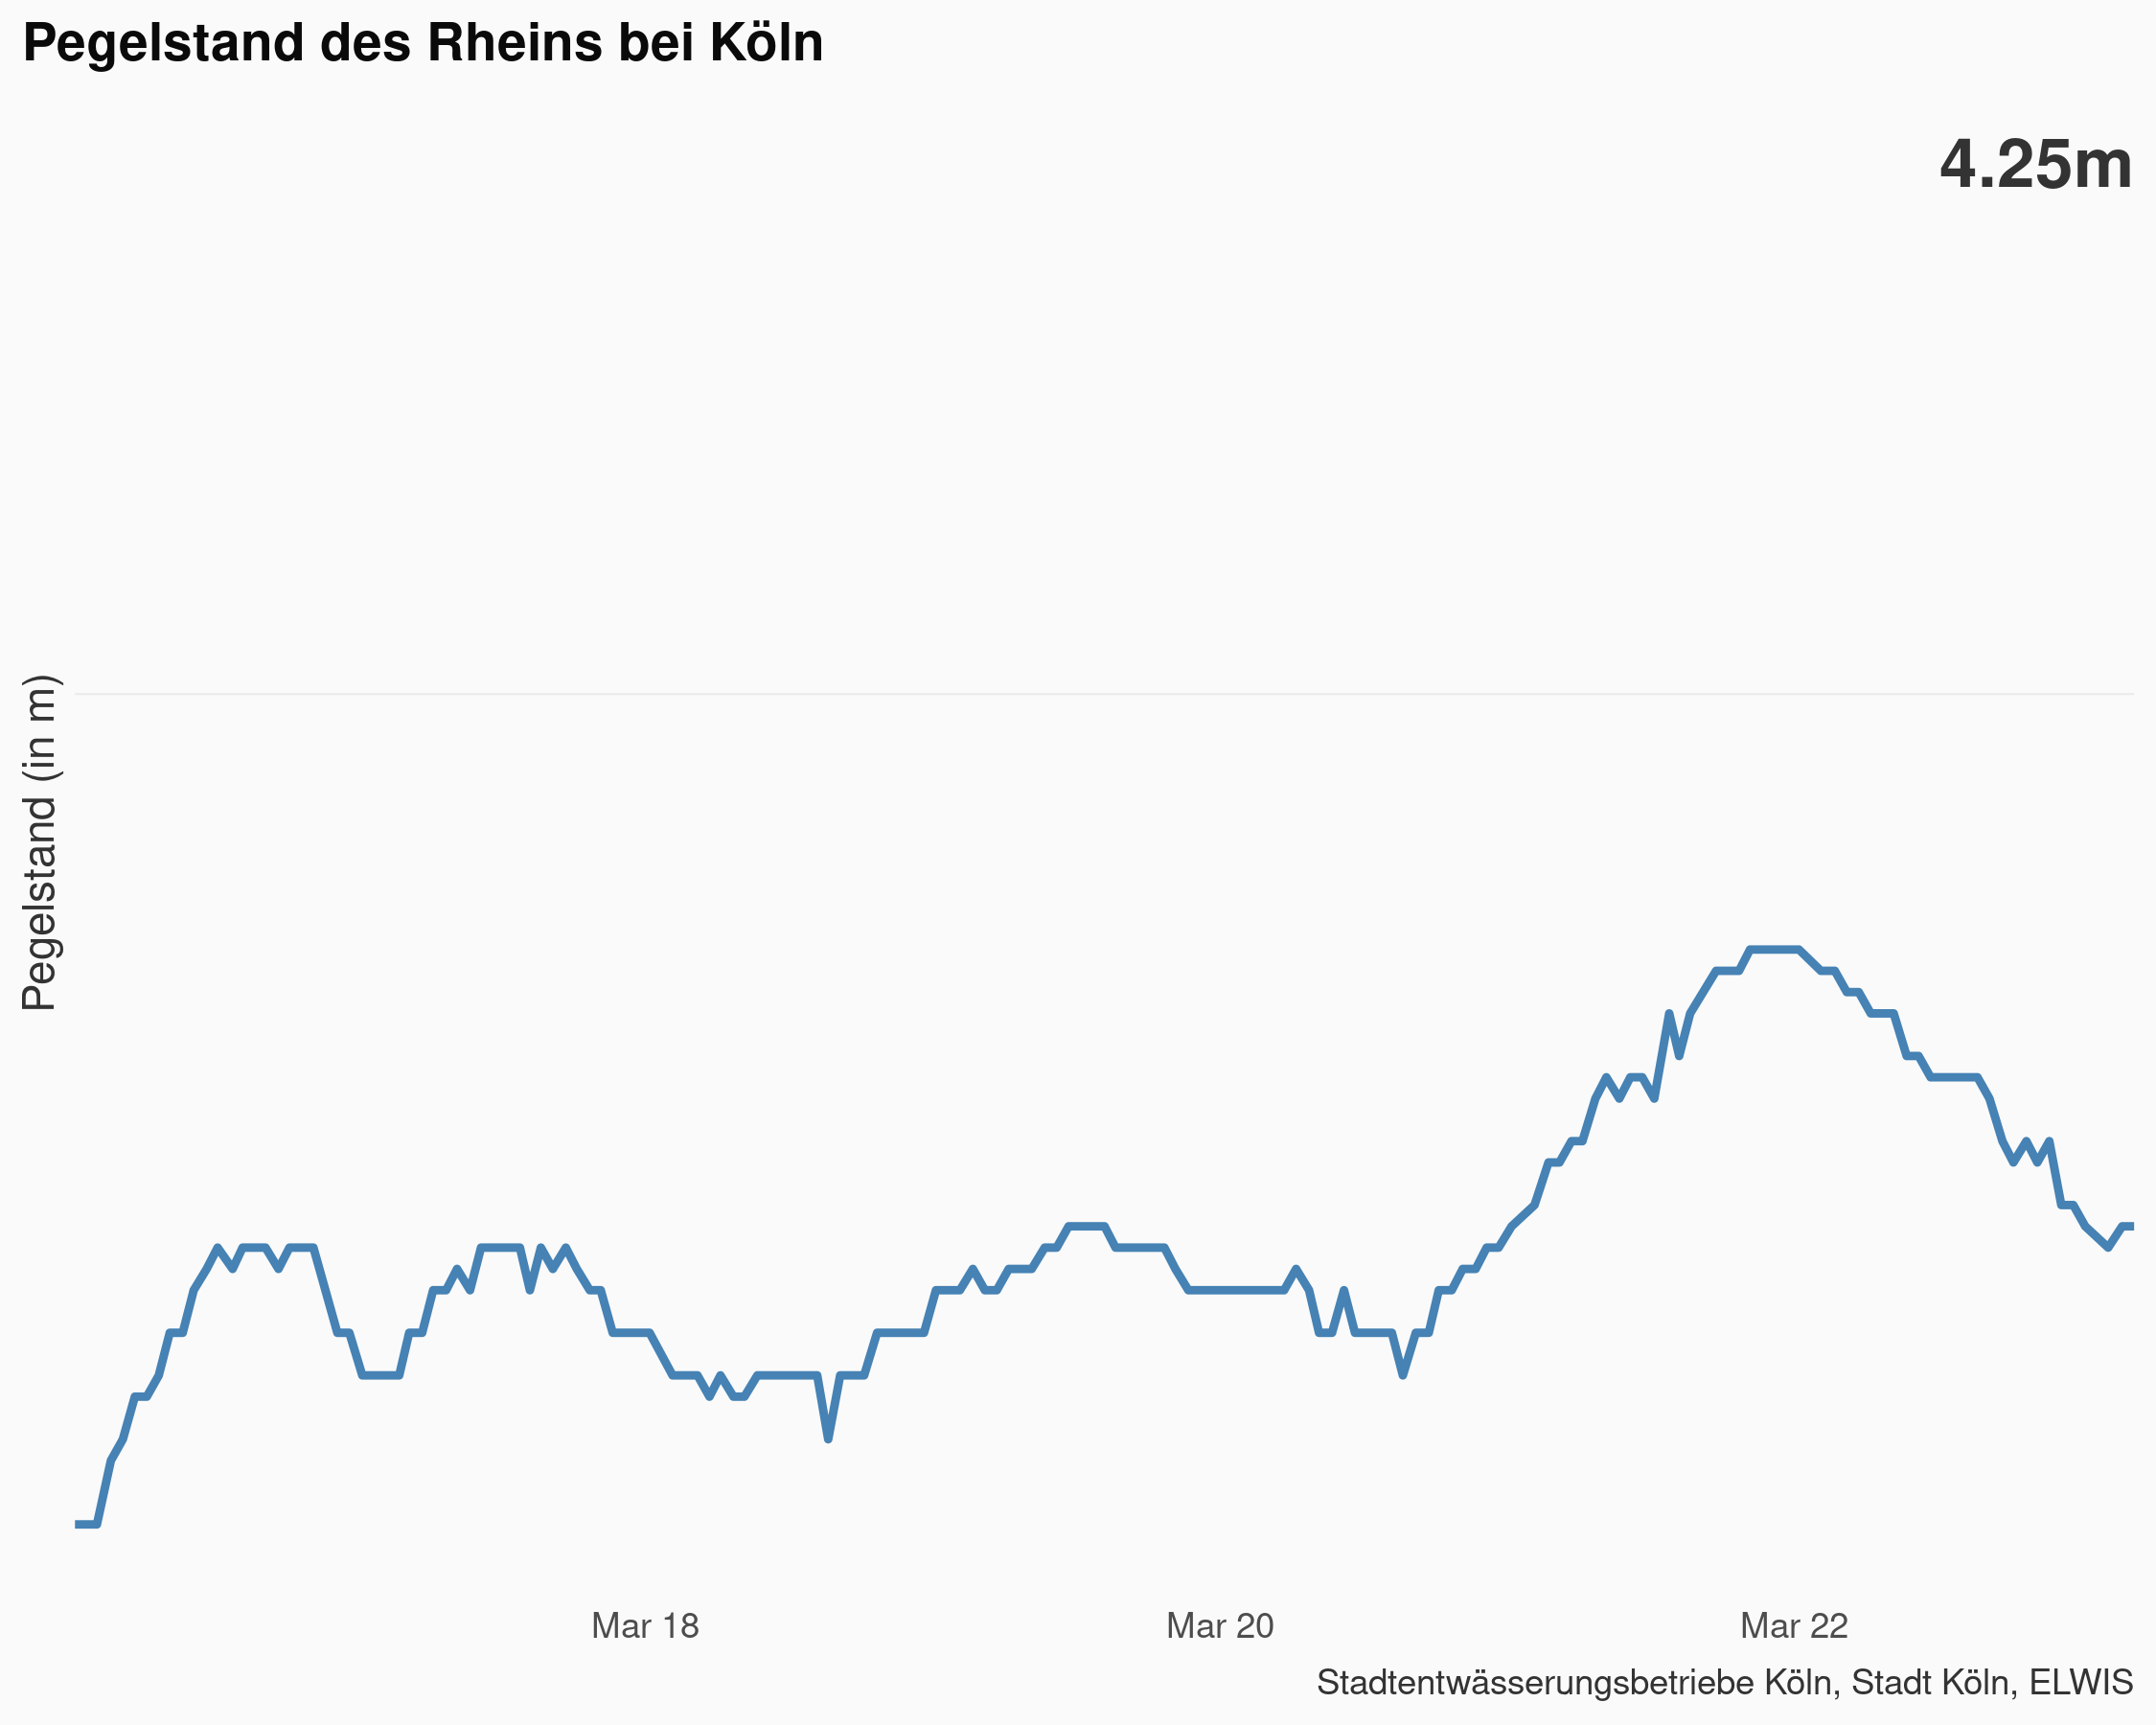 Pegelstand des Rheins bei Köln
4.25m
Pegelstand (in m)
Mar 18
Mar 20
Mar 22
Stadtentwässerungsbetriebe Köln, Stadt Köln, ELWIS